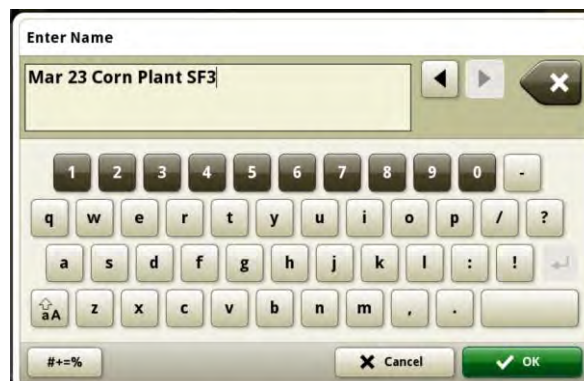 Enter Name
Mar 23 Corn Plant SF3
1 2 3 4 5 6 7 8 9 0 -
q w e r t y u i o p / ?
a s d f g h j k l : !
aA z x c v b n m , .
#+=% Cancel OK